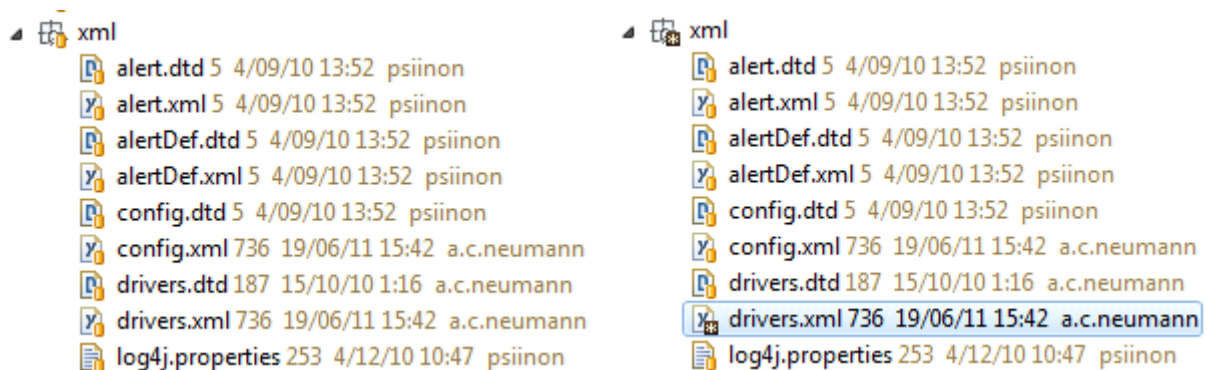 xml
alert.dtd 5 4/09/10 13:52 psiinon
alert.xml 5 4/09/10 13:52 psiinon
alertDef.dtd 5 4/09/10 13:52 psiinon
alertDef.xml 5 4/09/10 13:52 psiinon
config.dtd 5 4/09/10 13:52 psiinon
config.xml 736 19/06/11 15:42 a.c.neumann
drivers.dtd 187 15/10/10 1:16 a.c.neumann
drivers.xml 736 19/06/11 15:42 a.c.neumann
log4j.properties 253 4/12/10 10:47 psiinon
xml
alert.dtd 5 4/09/10 13:52 psiinon
alert.xml 5 4/09/10 13:52 psiinon
alertDef.dtd 5 4/09/10 13:52 psiinon
alertDef.xml 5 4/09/10 13:52 psiinon
config.dtd 5 4/09/10 13:52 psiinon
config.xml 736 19/06/11 15:42 a.c.neumann
drivers.dtd 187 15/10/10 1:16 a.c.neumann
drivers.xml 736 19/06/11 15:42 a.c.neumann
log4j.properties 253 4/12/10 10:47 psiinon